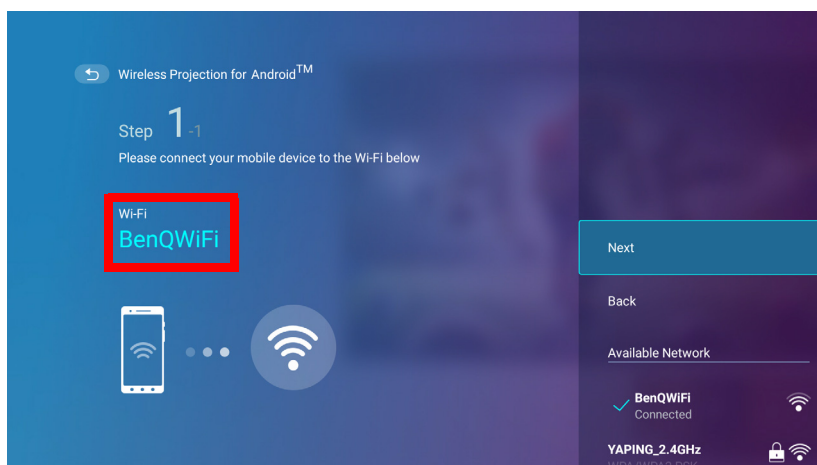 Wireless Projection for Android™
Step 1-1
Please connect your mobile device to the Wi-Fi below
Wi-Fi
BenQWiFi
Next
Back
Available Network
BenQWiFi
Connected
YAPING_2.4GHz